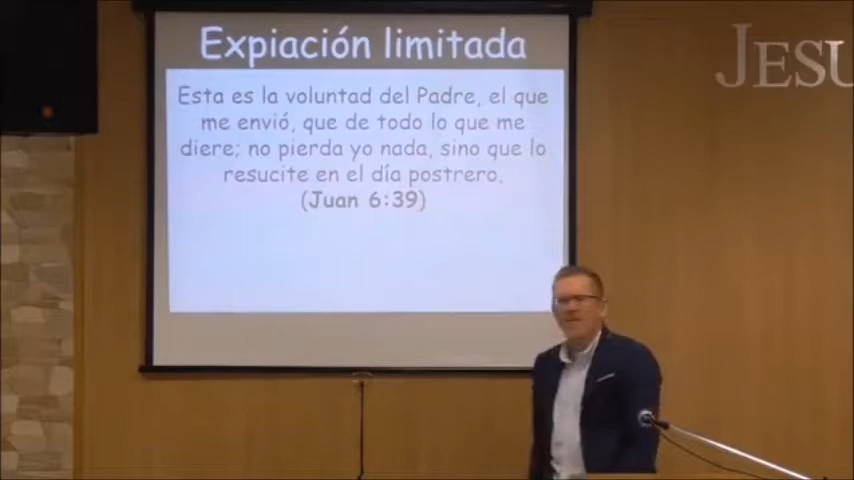 Expiación limitada
Esta es la voluntad del Padre, el que
me envió, que de todo lo que me
diere; no pierda yo nada, sino que lo
resucite en el día postrero.
(Juan 6:39)
JESU